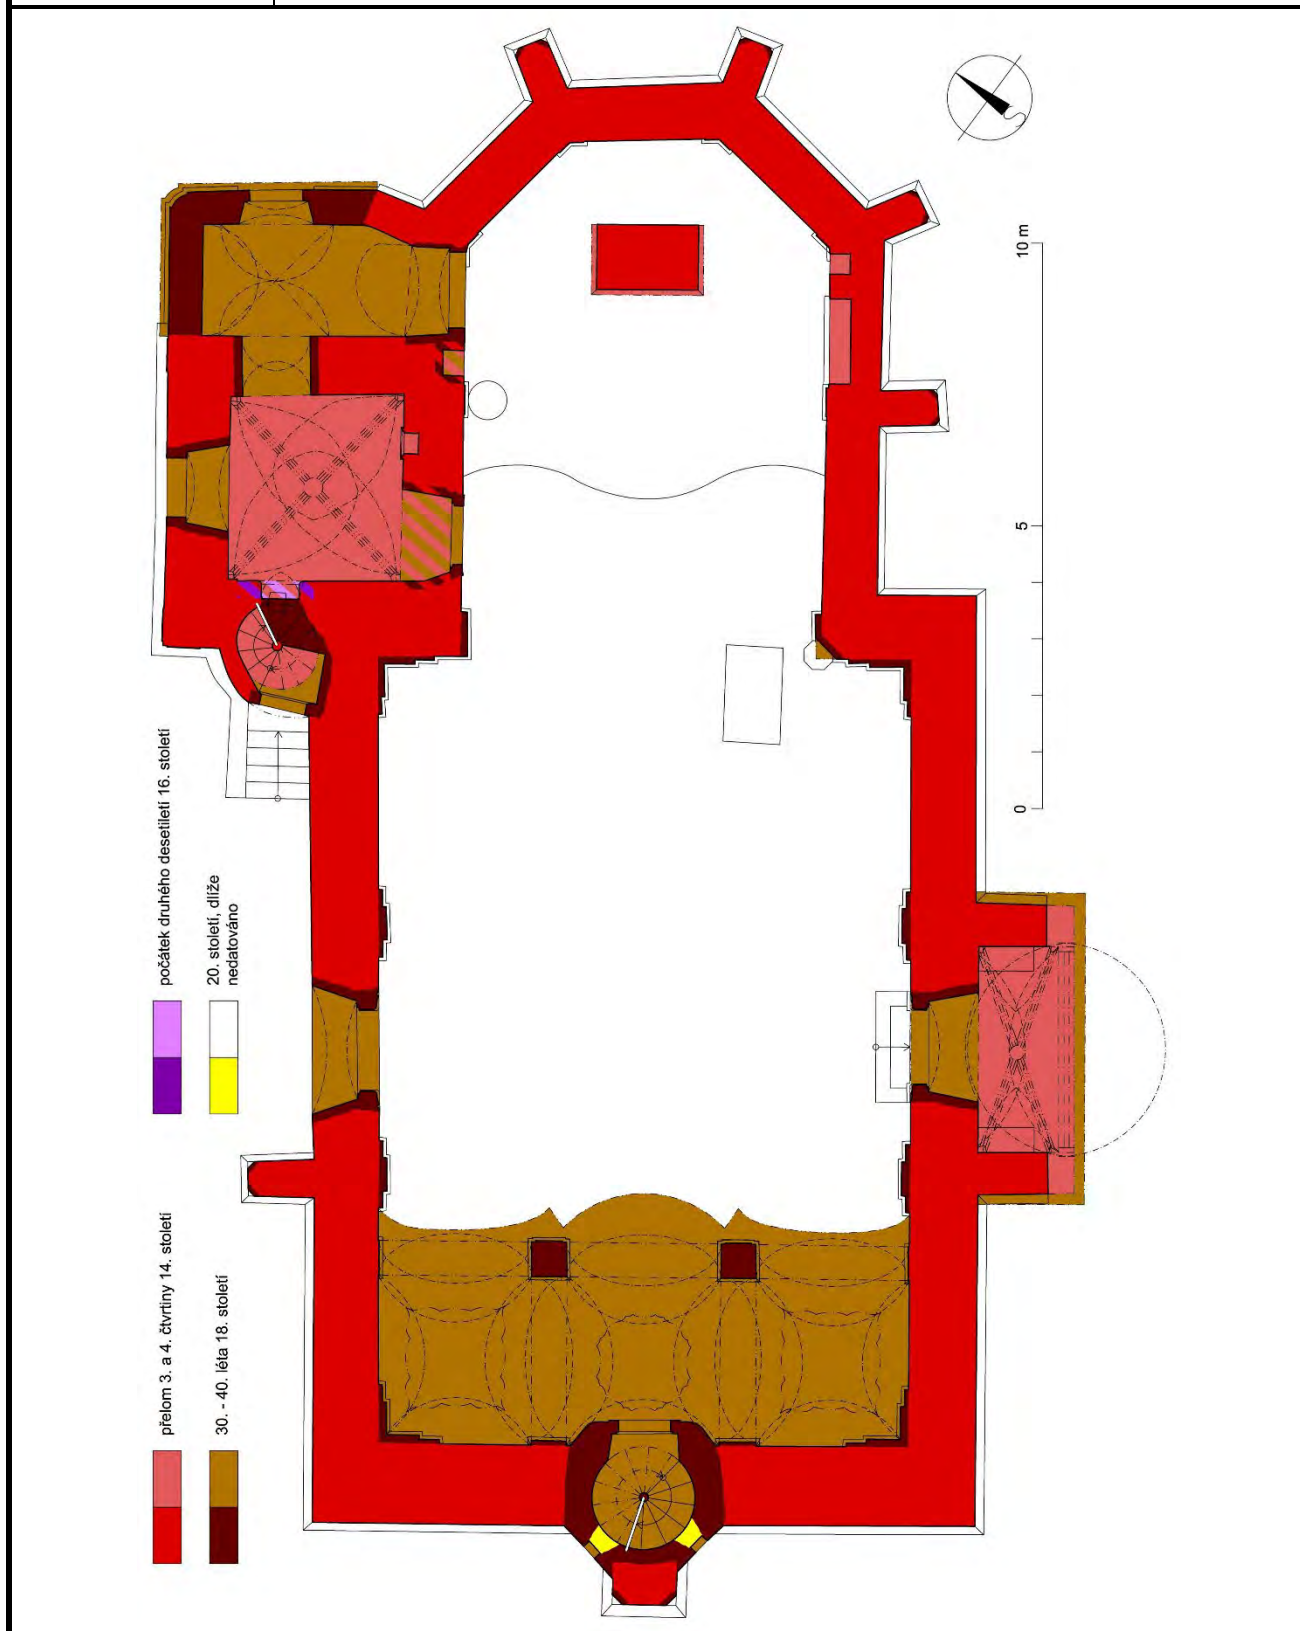 S
10 m
5
0
přelom 3. a 4. čtvrtiny 14. století
30. - 40. léta 18. století
počátek druhého desetiletí 16. století
20. století, dlíže
nedatováno